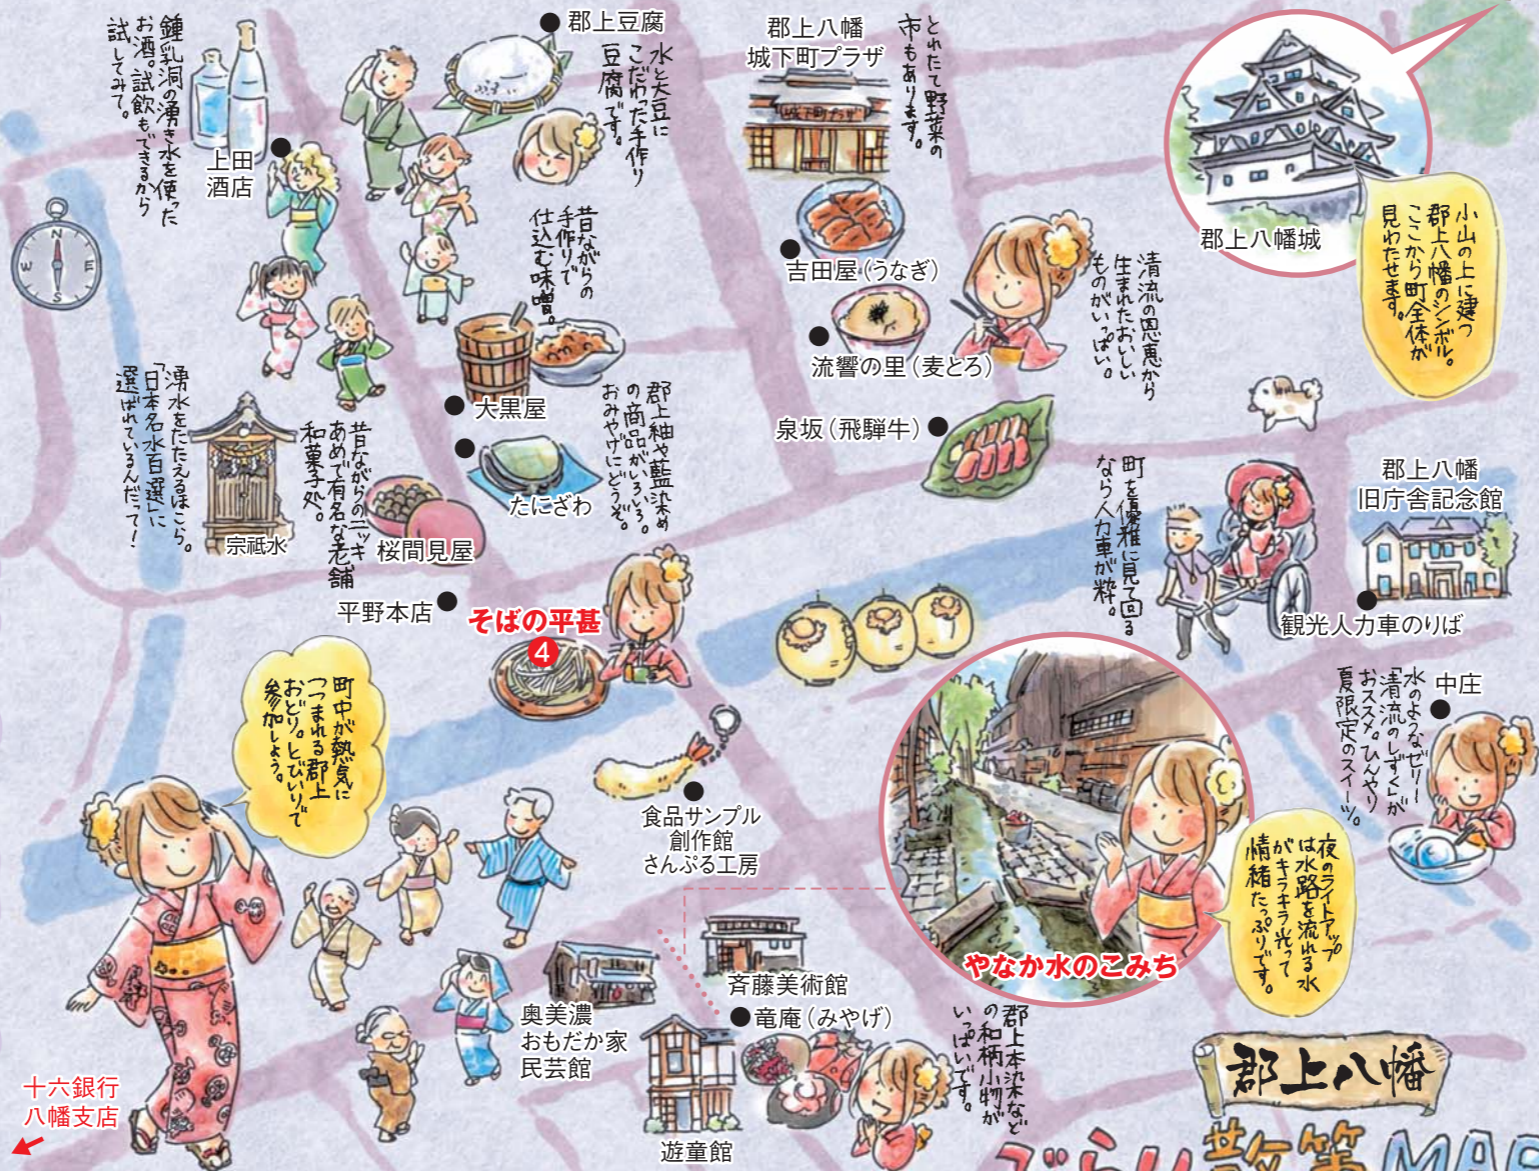 鍾乳洞の湧き水を使った
お酒。試飲もできるから
試してみて。
上田
酒店
郡上豆腐
水と大豆に
こだわった手作り
豆腐です。
郡上八幡
城下町プラザ
城下町プラザ
とれたて野菜の
市もあります。
郡上八幡城
小山の上に建つ
郡上八幡のシンボル。
ここから町全体が
見わたせます。
N
W
E
S
昔ながらの
手作りで
仕込む味噌。
大黒屋
吉田屋(うなぎ)
流響の里(麦とろ)
清流の恩恵から
生まれたおいしい
ものがいっぱい。
泉坂(飛騨牛)
湧水をたたえるほこら。
「日本名水百選」に
選ばれているんだって!
宗祇水
昔ながらのニッキ
あめで有名な老舗
和菓子処。
桜間見屋
郡上紬や藍染め
の商品がいろいろ。
おみやげにどうぞ。
たにざわ
平野本店
そばの平甚
4
町を優雅に見て回る
なら人力車が粋。
郡上八幡
旧庁舎記念館
観光人力車のりば
水のようなゼリー
「清流のしずく」が
おススメ。ひんやり
夏限定のスイーツ。
中庄
町中が熱気に
つつまれる郡上
おどり。とびいりで
参加しよう。
食品サンプル
創作館
さんぷる工房
やなか水のこみち
夜のライトアップ
は水路を流れる水
がキラキラ光って
情緒たっぷりです。
斉藤美術館
竜庵(みやげ)
郡上本染など
の和柄小物が
いっぱいです。
奥美濃
おもだか家
民芸館
遊童館
十六銀行
八幡支店
郡上八幡
ぶらり散策MAP